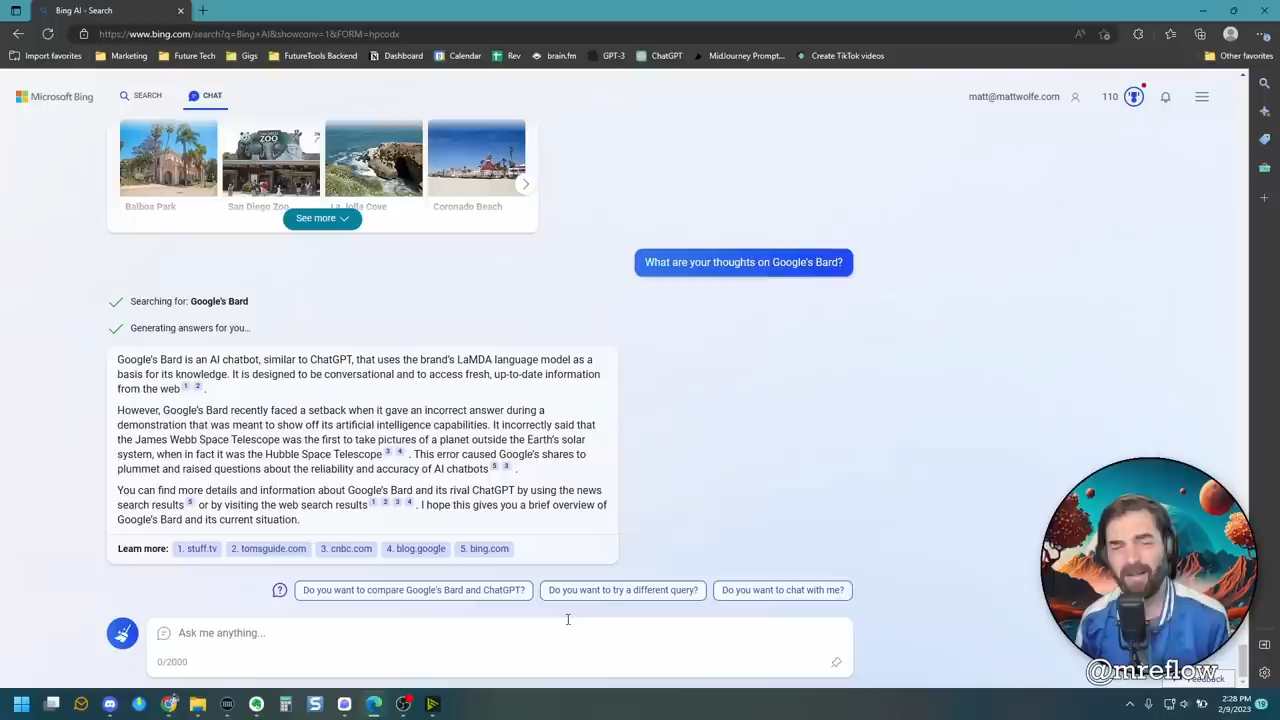 Bing AI - Search
https://www.bing.com/search?q=Bing+AI&showconv=1&FORM=hpcodx
Import favorites
Marketing
Future Tech
Gigs
FutureTools Backend
Dashboard
Calendar
Rev
brain.fm
GPT-3
ChatGPT
MidJourney Prompt...
Create TikTok videos
Other favorites
Microsoft Bing
SEARCH
CHAT
matt@mattwolfe.com
110
ZOO
Balboa Park
San Diego Zoo
La Jolla Cove
Coronado Beach
See more
What are your thoughts on Google's Bard?
Searching for: Google's Bard
Generating answers for you...
Google's Bard is an AI chatbot, similar to ChatGPT, that uses the brand's LaMDA language model as a
basis for its knowledge. It is designed to be conversational and to access fresh, up-to-date information
from the web 1 2 .
However, Google's Bard recently faced a setback when it gave an incorrect answer during a
demonstration that was meant to show off its artificial intelligence capabilities. It incorrectly said that
the James Webb Space Telescope was the first to take pictures of a planet outside the Earth's solar
system, when in fact it was the Hubble Space Telescope 3 4 . This error caused Google's shares to
plummet and raised questions about the reliability and accuracy of AI chatbots 5 3 .
You can find more details and information about Google's Bard and its rival ChatGPT by using the news
search results 5 or by visiting the web search results 1 2 3 4 . I hope this gives you a brief overview of
Google's Bard and its current situation.
Learn more: 1. stuff.tv 2. tomsguide.com 3. cnbc.com 4. blog.google 5. bing.com
Do you want to compare Google's Bard and ChatGPT?
Do you want to try a different query?
Do you want to chat with me?
Ask me anything...
0/2000
@mreflow
Feedback
2:28 PM
2/9/2023
19